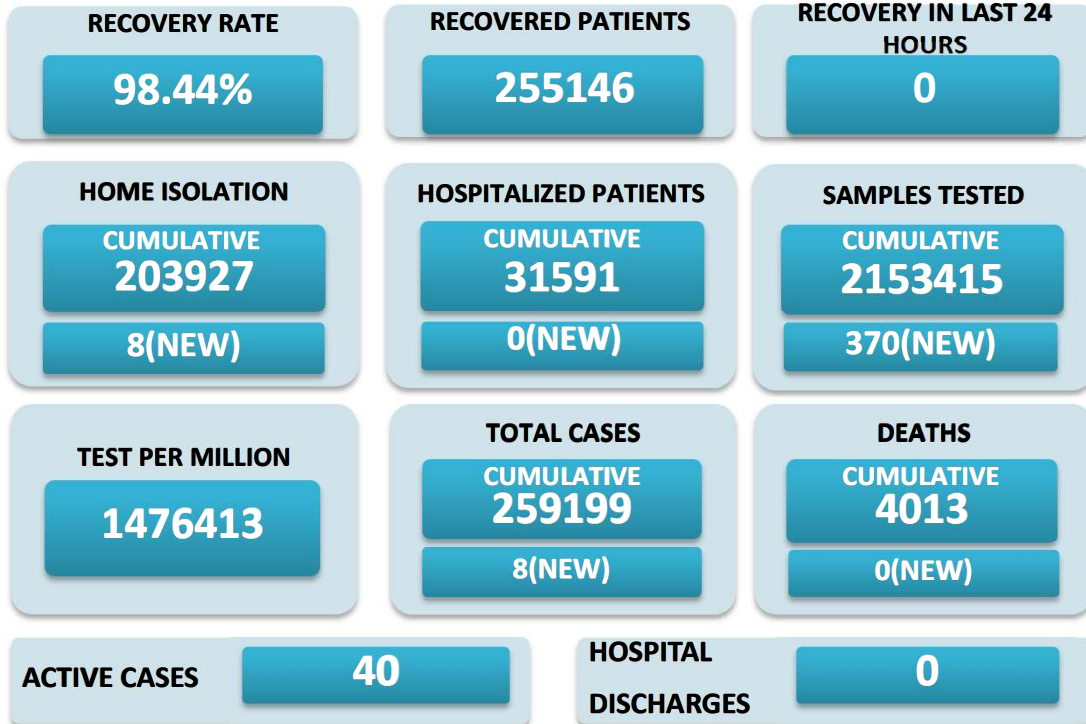 RECOVERY RATE
98.44%
RECOVERED PATIENTS
255146
RECOVERY IN LAST 24
HOURS
0
HOME ISOLATION
CUMULATIVE
203927
8(NEW)
HOSPITALIZED PATIENTS
CUMULATIVE
31591
0(NEW)
SAMPLES TESTED
CUMULATIVE
2153415
370(NEW)
TEST PER MILLION
1476413
TOTAL CASES
CUMULATIVE
259199
8(NEW)
DEATHS
CUMULATIVE
4013
0(NEW)
ACTIVE CASES
40
HOSPITAL
DISCHARGES
0